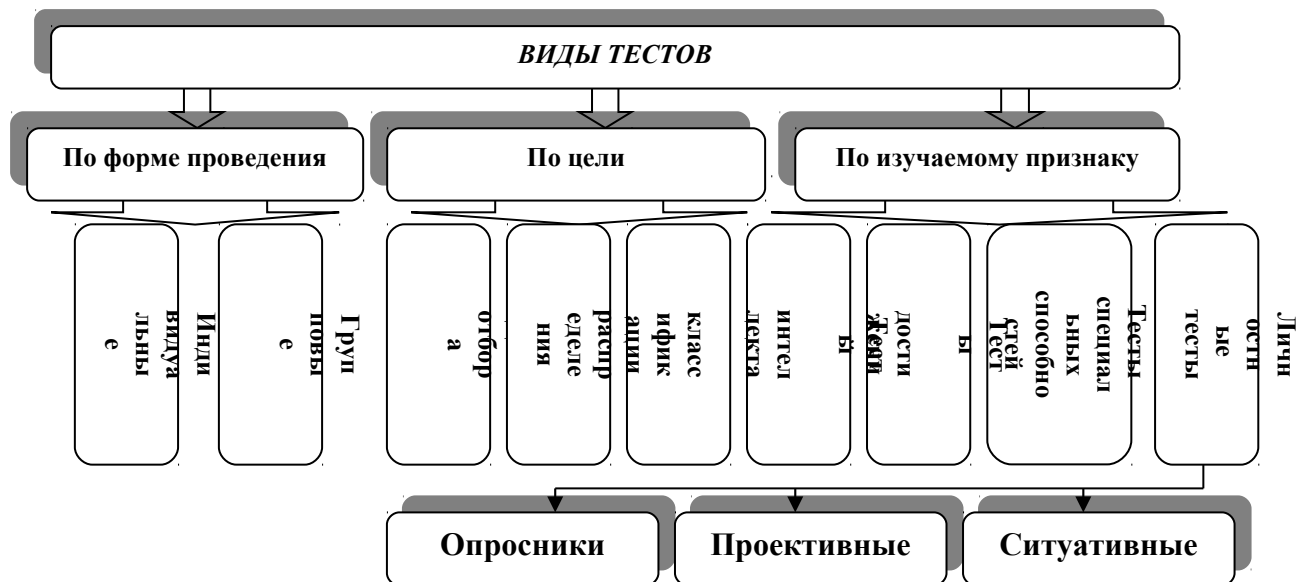 ВИДЫ ТЕСТОВ
По форме проведения
По цели
По изучаемому признаку
Инди
видуа
льны
е
Груп
повы
е
отбор
а
распр
еделе
ния
класс
ифик
ации
Тест
ы
интел
лекта
Тест
ы
дости
жени
й
Тесты
специал
ьных
способно
стей
Личн
остн
ые
тесты
Опросники
Проективные
Ситуативные